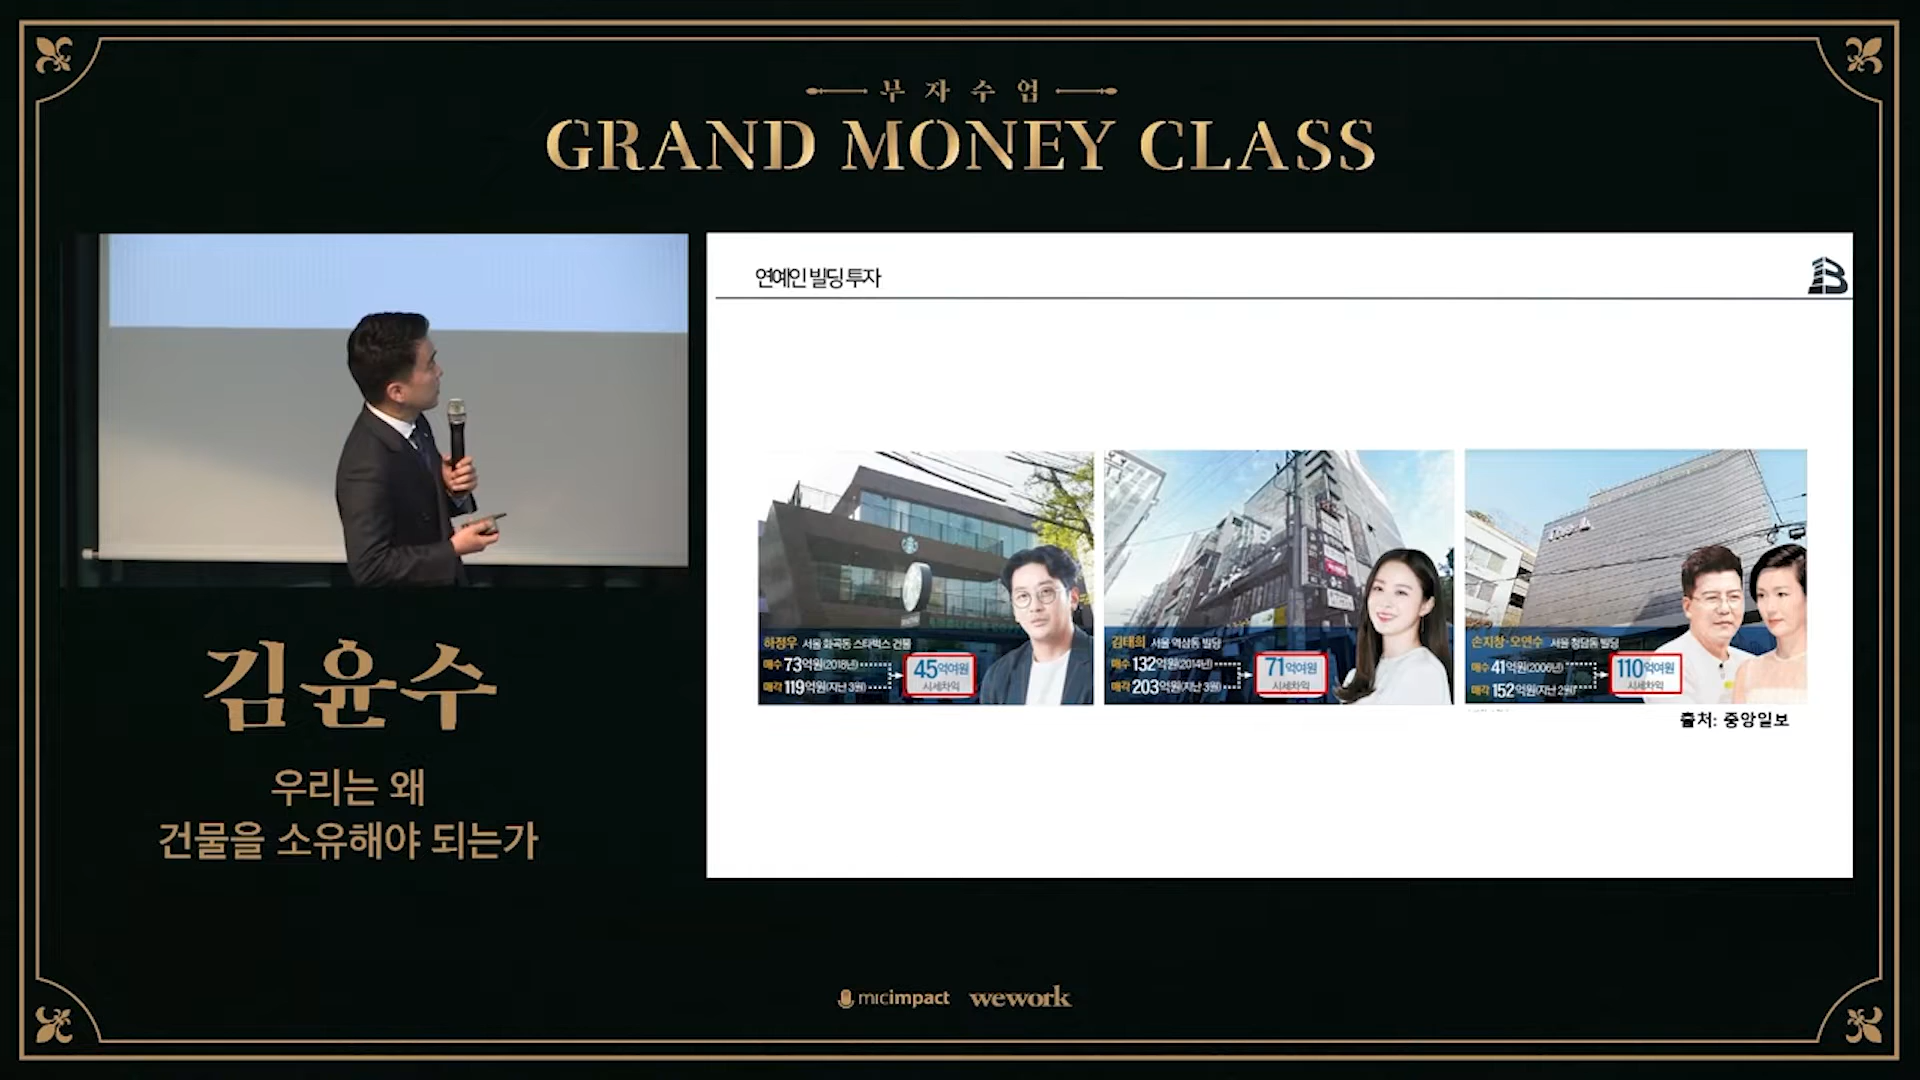 부자수업
GRAND MONEY CLASS
연예인 빌딩 투자
하정우 서울 화곡동 스타벅스 건물
매수 73억원(2018년)
매각 119억원(지난 3월)
45억여원
시세차익
김태희 서울 역삼동 빌딩
매수 132억원(2014년)
매각 203억원(지난 3월)
71억여원
시세차익
손지창·오연수 서울 청담동 빌딩
매수 41억원(2006년)
매각 152억원(지난 2월)
110억여원
시세차익
출처: 중앙일보
김윤수
우리는 왜
건물을 소유해야 되는가
micimpact wework